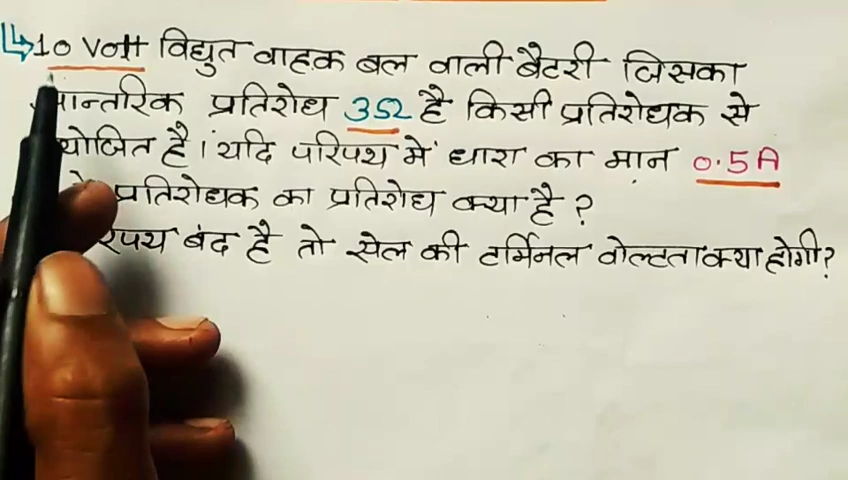 10 Volt विद्युत वाहक बल वाली बैटरी जिसका
आन्तरिक प्रतिरोध 3Ω है किसी प्रतिरोधक से
योजित है। यदि परिपथ में धारा का मान 0.5A
प्रतिरोधक का प्रतिरोध क्या है?
बंद है तो सेल की टर्मिनल वोल्टता क्या होगी?